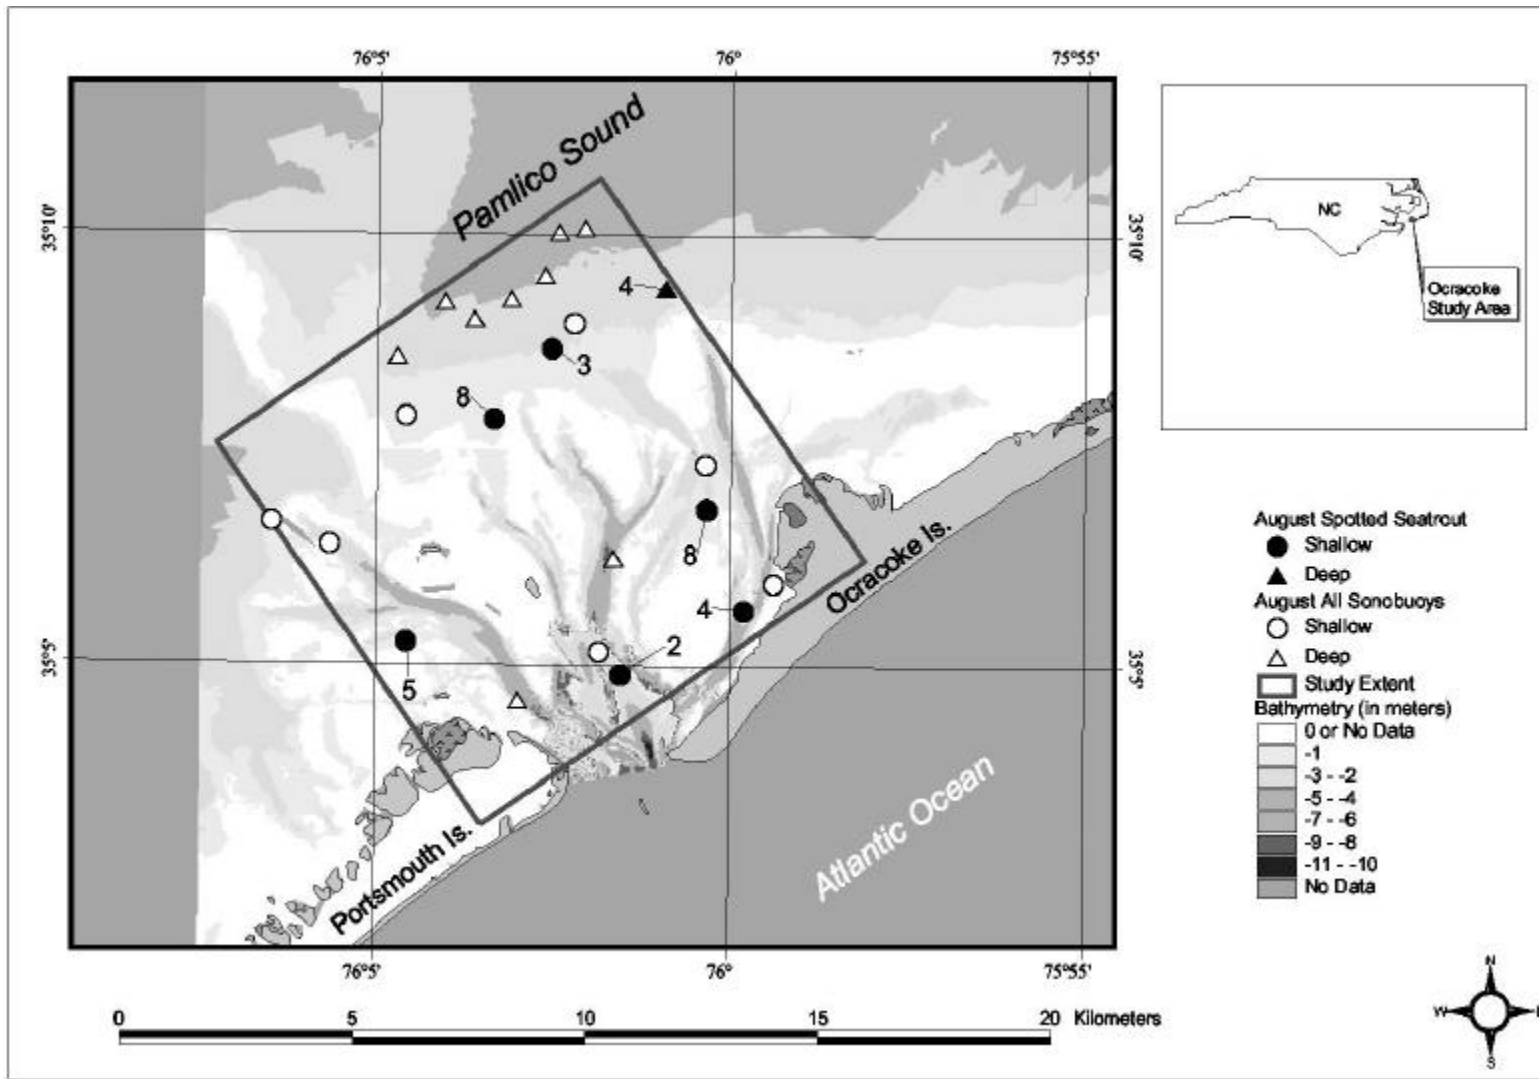 76°5'
76°
75°55'
Pamlico Sound
35°10'
35°10'
4
3
8
8
4
2
5
35°5'
35°5'
Ocracoke Is.
Portsmouth Is.
Atlantic Ocean
76°5'
76°
75°55'
0
5
10
15
20
Kilometers
NC
Ocracoke
Study Area
August Spotted Seatrout
Shallow
Deep
August All Sonobuoys
Shallow
Deep
Study Extent
Bathymetry (in meters)
0 or No Data
-1
-3 - -2
-5 - -4
-7 - -6
-9 - -8
-11 - -10
No Data
N
W
S